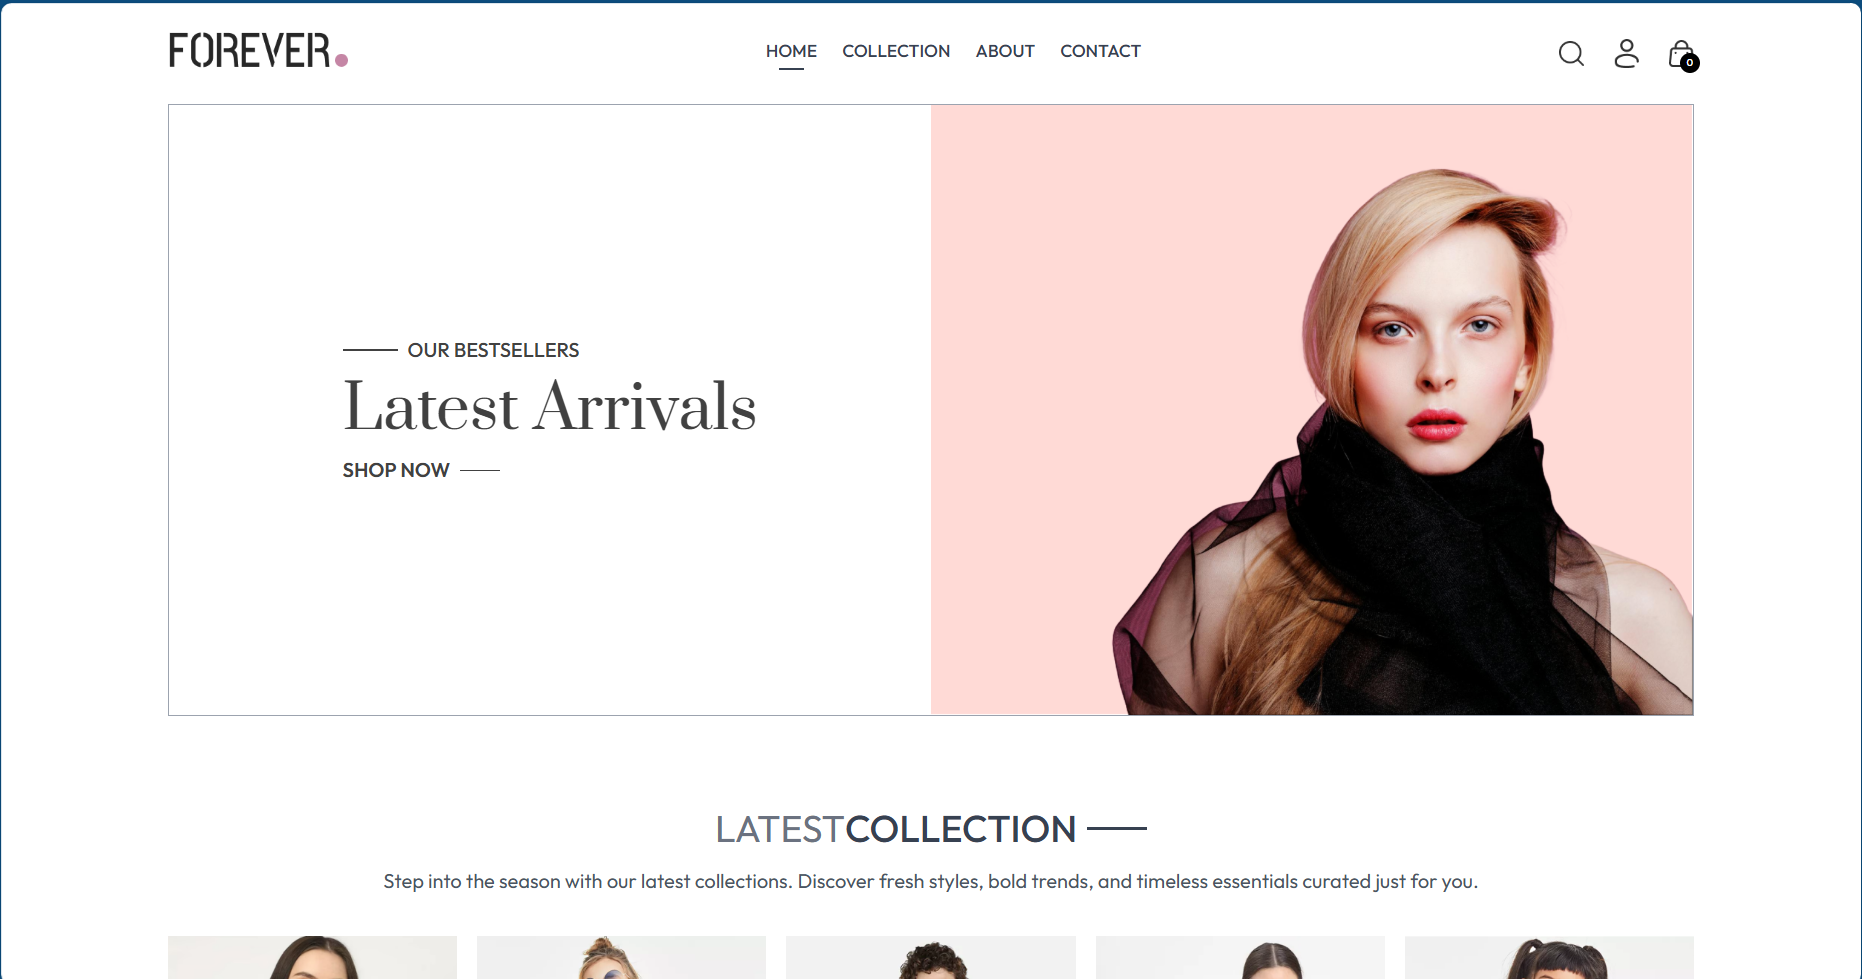 FOREVER.
HOME COLLECTION ABOUT CONTACT
0
OUR BESTSELLERS
Latest Arrivals
SHOP NOW
LATESTCOLLECTION
Step into the season with our latest collections. Discover fresh styles, bold trends, and timeless essentials curated just for you.